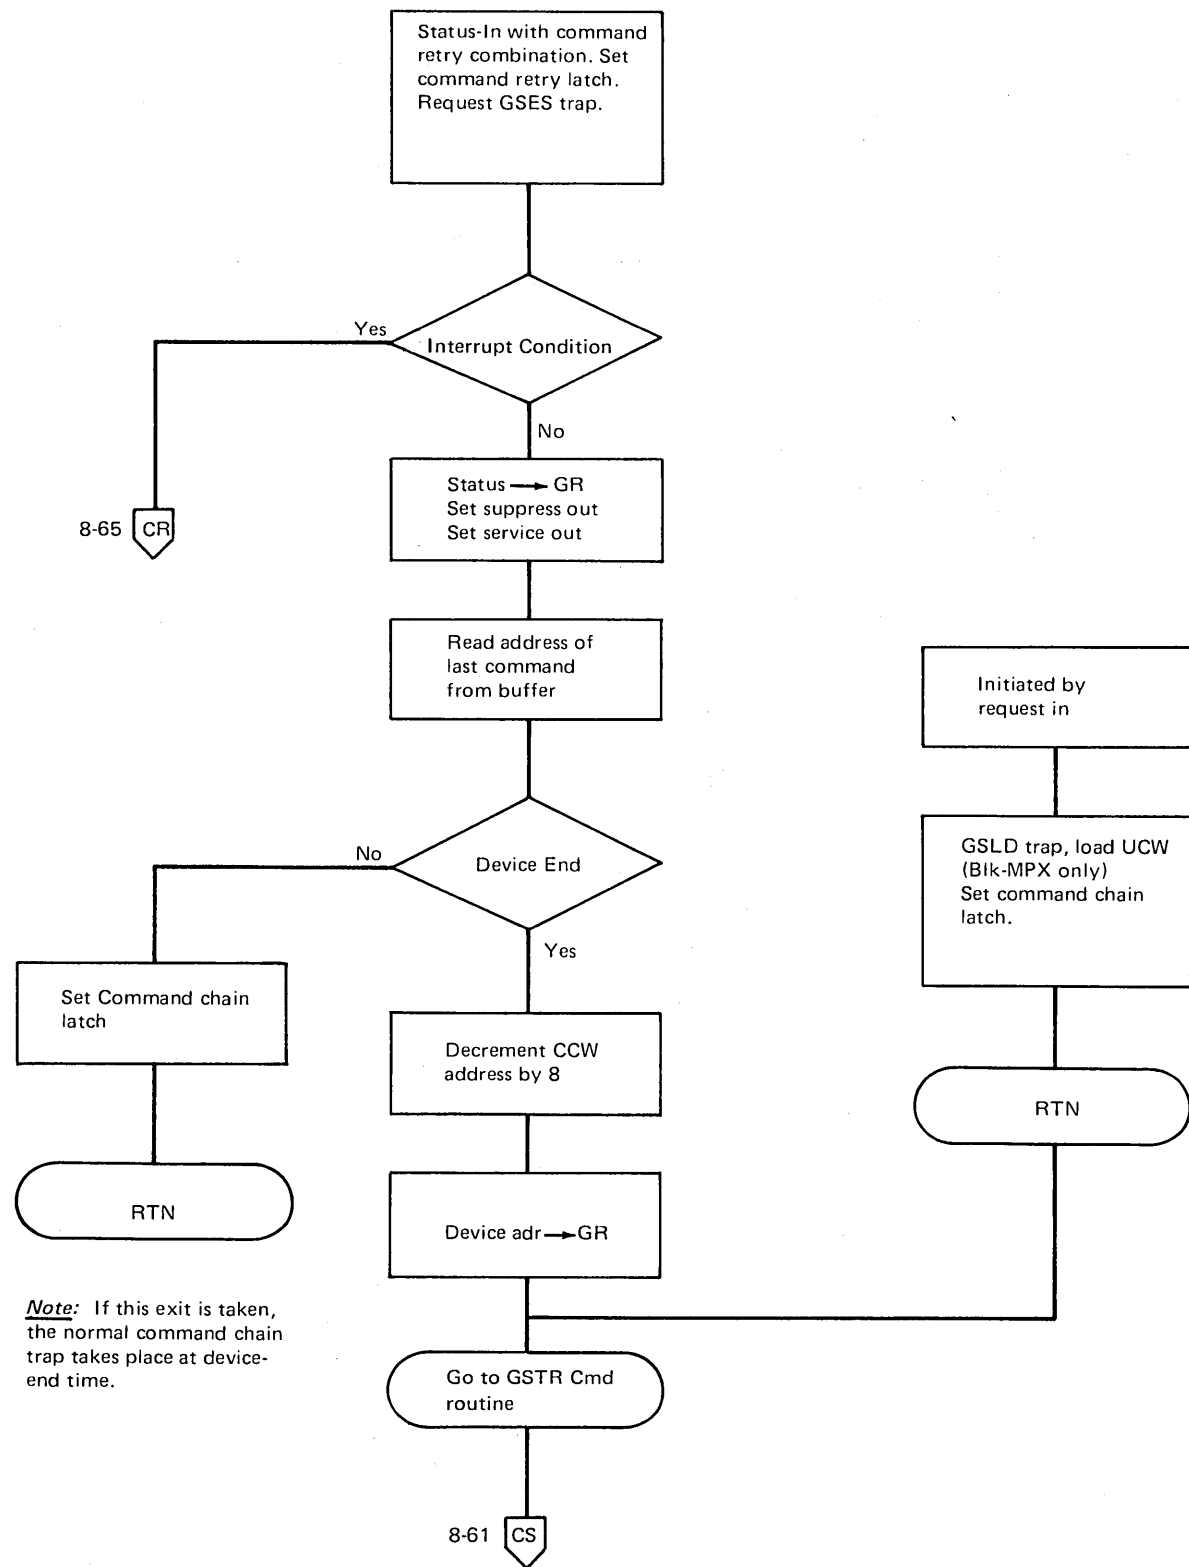 Status-In with command
retry combination. Set
command retry latch.
Request GSES trap.
Yes
Interrupt Condition
No
8-65 CR
Status → GR
Set suppress out
Set service out
Read address of
last command
from buffer
Initiated by
request in
No
Device End
Yes
GSLD trap, load UCW
(Blk-MPX only)
Set command chain
latch.
Set Command chain
latch
Decrement CCW
address by 8
RTN
RTN
Device adr → GR
Note: If this exit is taken,
the normal command chain
trap takes place at device-
end time.
Go to GSTR Cmd
routine
8-61 CS